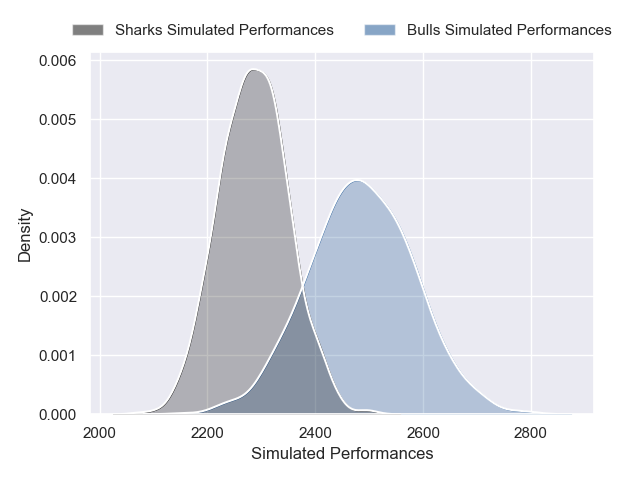 Sharks Simulated Performances Bulls Simulated Performances
0.006
0.005
0.004
0.003
0.002
0.001
0.000
Density
2000 2200 2400 2600 2800
Simulated Performances